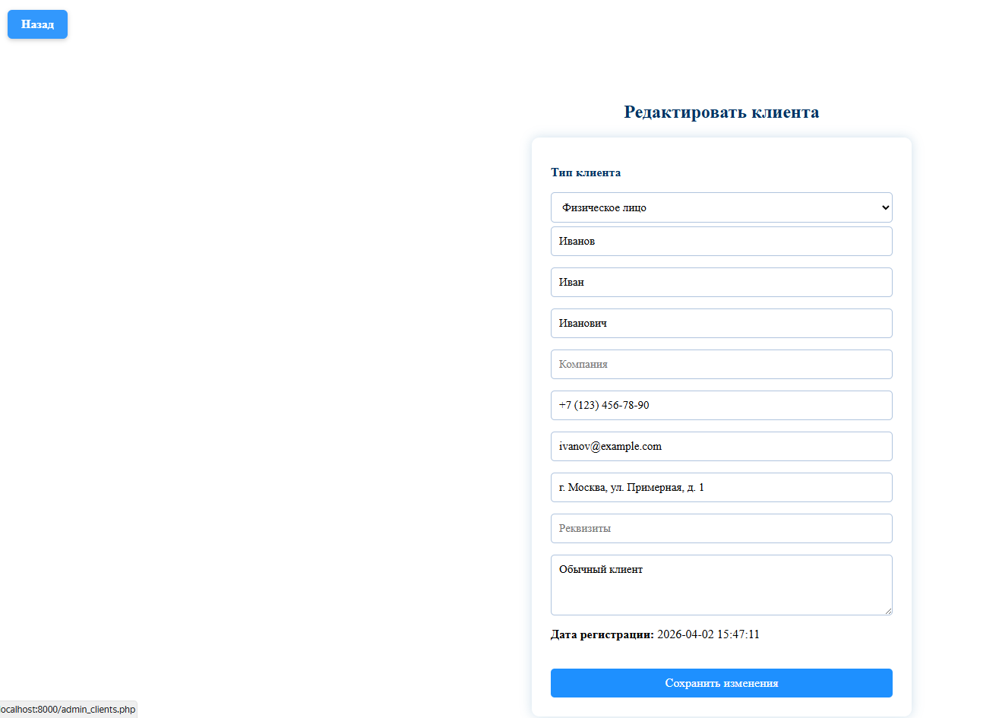 Назад
Редактировать клиента
Тип клиента
Физическое лицо
Иванов
Иван
Иванович
Компания
+7 (123) 456-78-90
ivanov@example.com
г. Москва, ул. Примерная, д. 1
Реквизиты
Обычный клиент
Дата регистрации: 2026-04-02 15:47:11
Сохранить изменения
localhost:8000/admin_clients.php